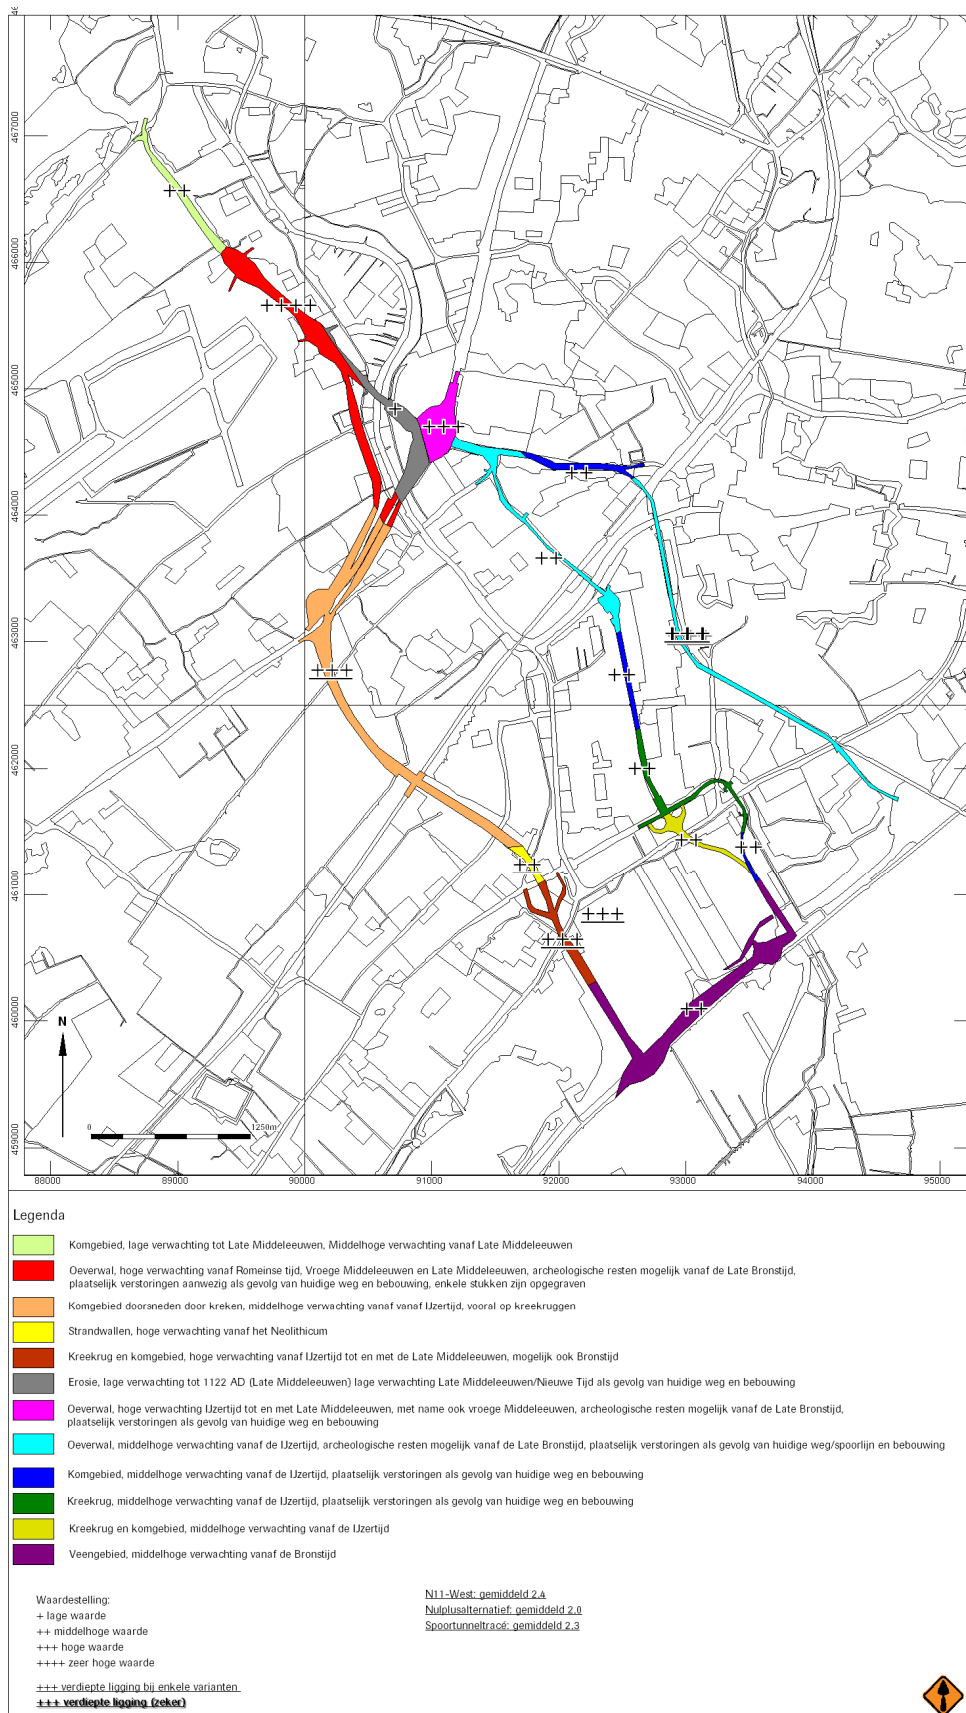 467000
466000
465000
464000
463000
462000
461000
460000
459000
N
0
1250m
88000
89000
90000
91000
92000
93000
94000
95000
++
++++
+
+++
++
++
+++
+++
++
++
++
++
++
+++
+++
++
Legenda
Komgebied, lage verwachting tot Late Middeleeuwen, Middelhoge verwachting vanaf Late Middeleeuwen
Oeverwal, hoge verwachting vanaf Romeinse tijd, Vroege Middeleeuwen en Late Middeleeuwen, archeologische resten mogelijk vanaf de Late Bronstijd,
plaatselijk verstoringen aanwezig als gevolg van huidige weg en bebouwing, enkele stukken zijn opgegraven
Komgebied doorsneden door kreken, middelhoge verwachting vanaf vanaf IJzertijd, vooral op kreekruggen
Strandwallen, hoge verwachting vanaf het Neolithicum
Kreekrug en komgebied, hoge verwachting vanaf IJzertijd tot en met de Late Middeleeuwen, mogelijk ook Bronstijd
Erosie, lage verwachting tot 1122 AD (Late Middeleeuwen) lage verwachting Late Middeleeuwen/Nieuwe Tijd als gevolg van huidige weg en bebouwing
Oeverwal, hoge verwachting IJzertijd tot en met Late Middeleeuwen, met name ook vroege Middeleeuwen, archeologische resten mogelijk vanaf de Late Bronstijd,
plaatselijk verstoringen als gevolg van huidige weg en bebouwing
Oeverwal, middelhoge verwachting vanaf de IJzertijd, archeologische resten mogelijk vanaf de Late Bronstijd, plaatselijk verstoringen als gevolg van huidige weg/spoorlijn en bebouwing
Komgebied, middelhoge verwachting vanaf de IJzertijd, plaatselijk verstoringen als gevolg van huidige weg en bebouwing
Kreekrug, middelhoge verwachting vanaf de IJzertijd, plaatselijk verstoringen als gevolg van huidige weg en bebouwing
Kreekrug en komgebied, middelhoge verwachting vanaf de IJzertijd
Veengebied, middelhoge verwachting vanaf de Bronstijd
Waardestelling:
+ lage waarde
++ middelhoge waarde
+++ hoge waarde
++++ zeer hoge waarde
+++ verdiepte ligging bij enkele varianten
+++ verdiepte ligging (zeker)
N11-West: gemiddeld 2.4
Nulplusalternatief: gemiddeld 2.0
Spoortunneltracé: gemiddeld 2.3